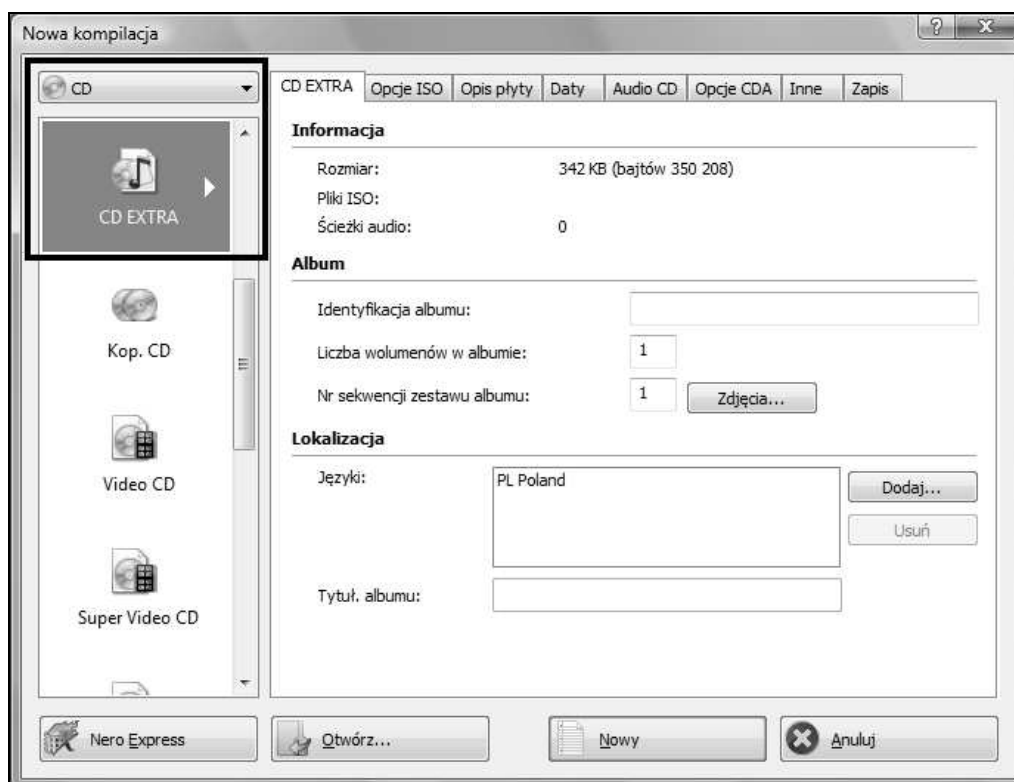 Nowa kompilacja
CD
CD EXTRA
Kop. CD
Video CD
Super Video CD
CD EXTRA Opcje ISO Opis płyty Daty Audio CD Opcje CDA Inne Zapis
Informacja
Rozmiar: 342 KB (bajtów 350 208)
Pliki ISO:
Ścieżki audio: 0
Album
Identyfikacja albumu:
Liczba wolumenów w albumie: 1
Nr sekwencji zestawu albumu: 1 Zdjęcia...
Lokalizacja
Języki: PL Poland Dodaj...
Usuń
Tytuł. albumu:
Nero Express Otwórz... Nowy Anuluj